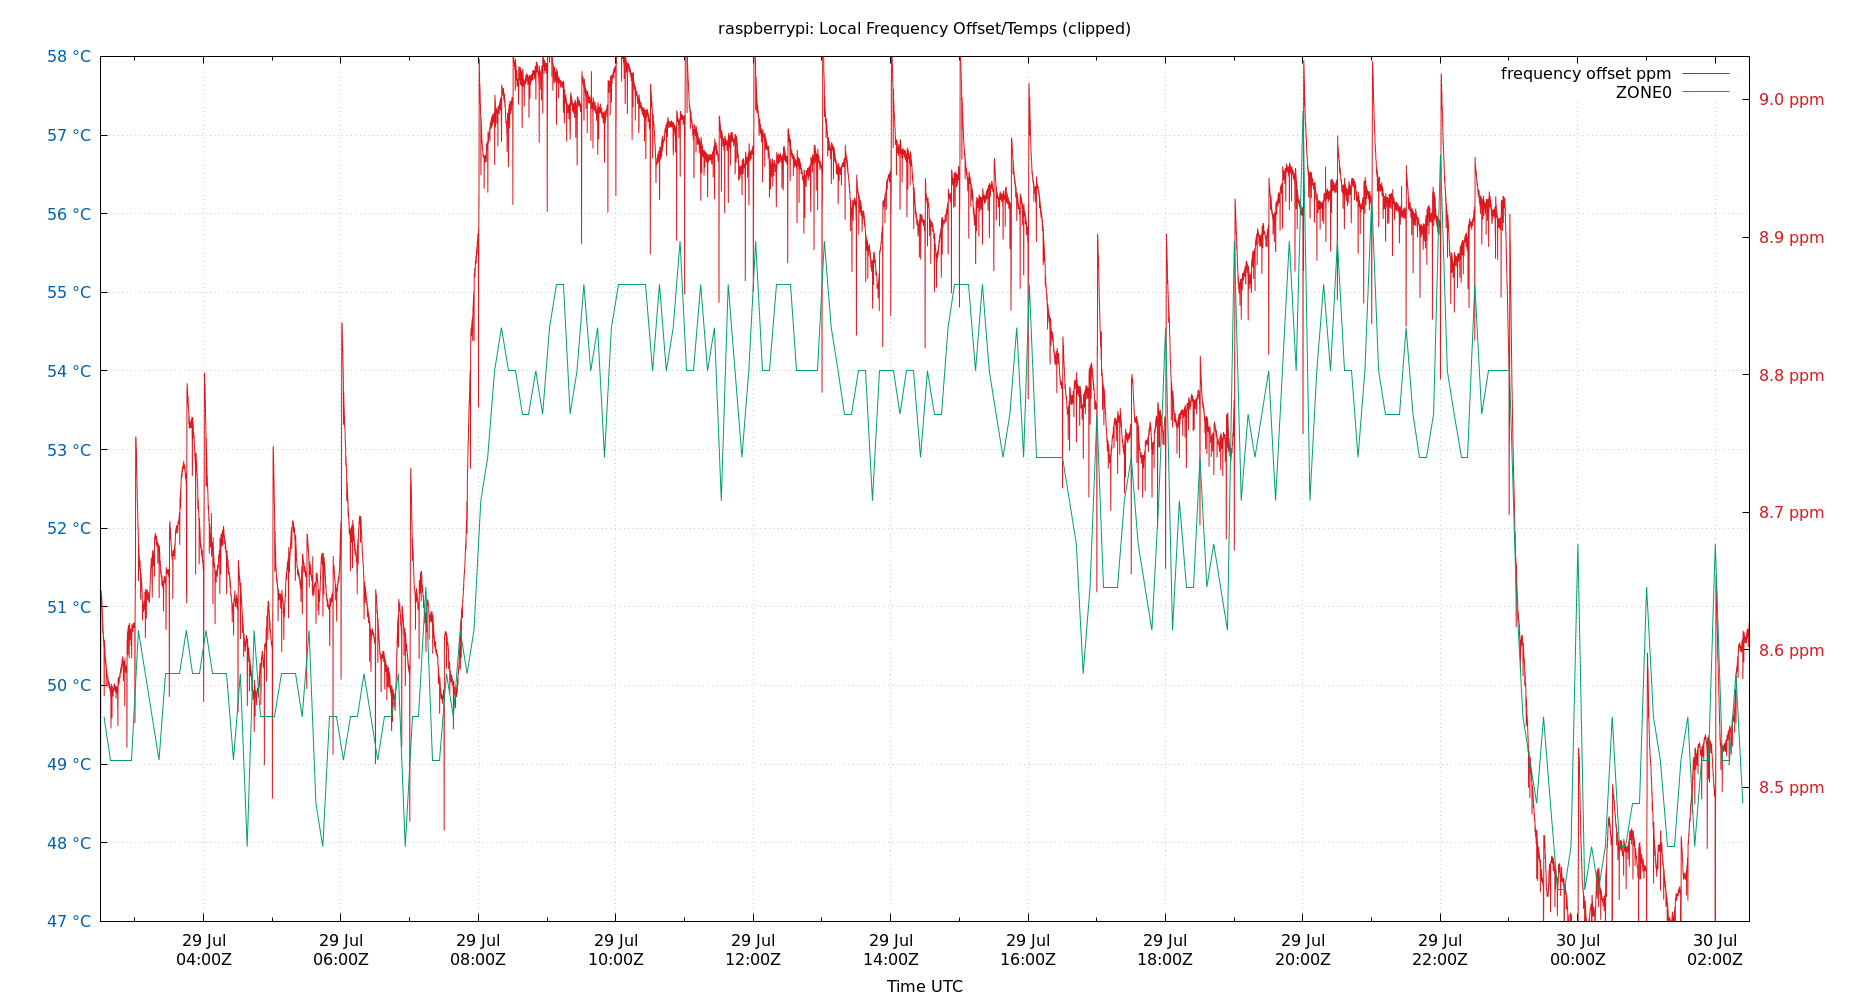 raspberrypi: Local Frequency Offset/Temps (clipped)
58 °C
57 °C
56 °C
55 °C
54 °C
53 °C
52 °C
51 °C
50 °C
49 °C
48 °C
47 °C
frequency offset ppm
ZONE0
9.0 ppm
8.9 ppm
8.8 ppm
8.7 ppm
8.6 ppm
8.5 ppm
29 Jul
04:00Z
29 Jul
06:00Z
29 Jul
08:00Z
29 Jul
10:00Z
29 Jul
12:00Z
29 Jul
14:00Z
29 Jul
16:00Z
29 Jul
18:00Z
29 Jul
20:00Z
29 Jul
22:00Z
30 Jul
00:00Z
30 Jul
02:00Z
Time UTC